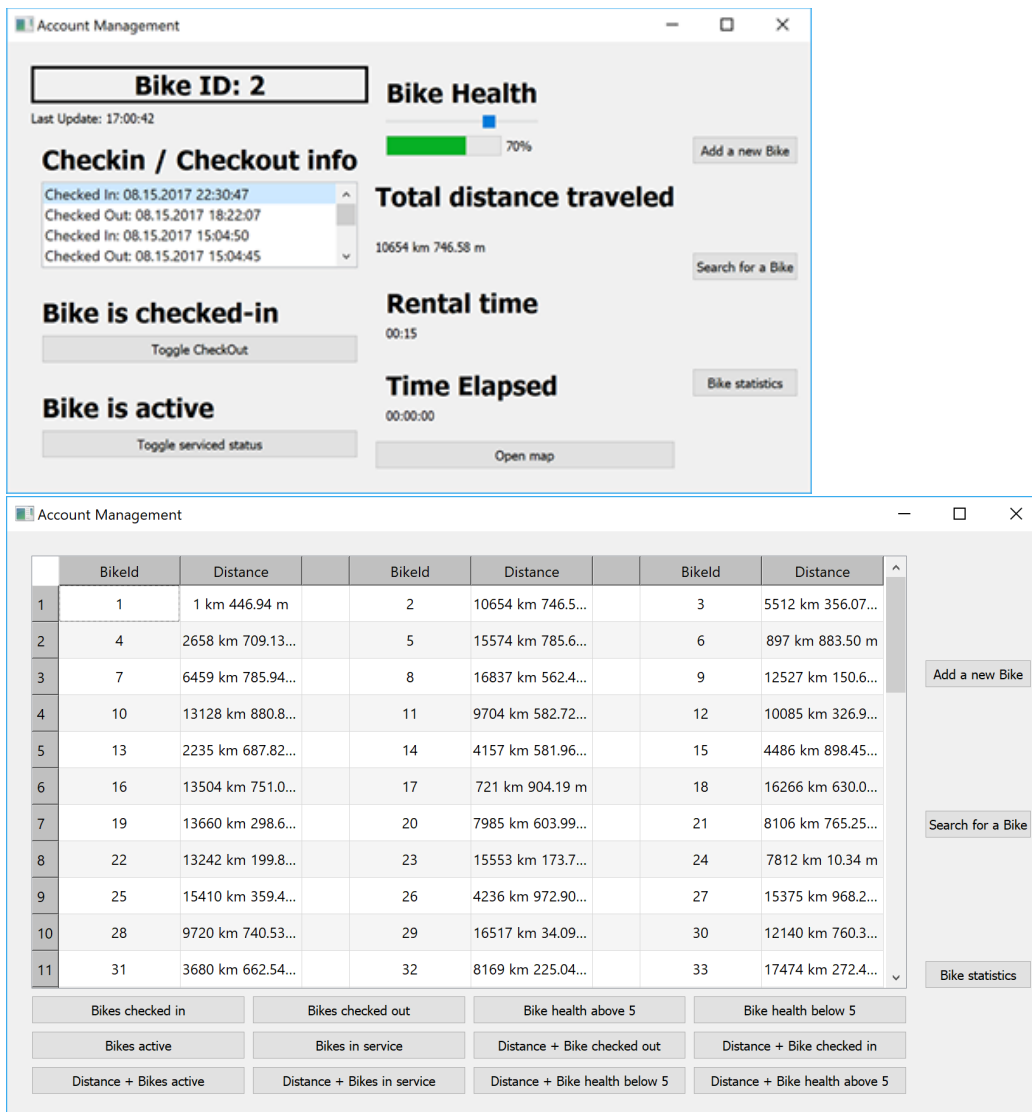 Account Management
Bike ID: 2
Last Update: 17:00:42
Checkin / Checkout info
Checked In: 08.15.2017 22:30:47
Checked Out: 08.15.2017 18:22:07
Checked In: 08.15.2017 15:04:50
Checked Out: 08.15.2017 15:04:45
Bike is checked-in
Toggle CheckOut
Bike is active
Toggle serviced status
Bike Health
70%
Total distance traveled
10654 km 746.58 m
Rental time
00:15
Time Elapsed
00:00:00
Open map
Add a new Bike
Search for a Bike
Bike statistics
Account Management
BikeId Distance BikeId Distance BikeId Distance
1 1 1 km 446.94 m 2 10654 km 746.5... 3 5512 km 356.07...
2 4 2658 km 709.13... 5 15574 km 785.6... 6 897 km 883.50 m
3 7 6459 km 785.94... 8 16837 km 562.4... 9 12527 km 150.6...
4 10 13128 km 880.8... 11 9704 km 582.72... 12 10085 km 326.9...
5 13 2235 km 687.82... 14 4157 km 581.96... 15 4486 km 898.45...
6 16 13504 km 751.0... 17 721 km 904.19 m 18 16266 km 630.0...
7 19 13660 km 298.6... 20 7985 km 603.99... 21 8106 km 765.25...
8 22 13242 km 199.8... 23 15553 km 173.7... 24 7812 km 10.34 m
9 25 15410 km 359.4... 26 4236 km 972.90... 27 15375 km 968.2...
10 28 9720 km 740.53... 29 16517 km 34.09... 30 12140 km 760.3...
11 31 3680 km 662.54... 32 8169 km 225.04... 33 17474 km 272.4...
Bikes checked in Bikes checked out Bike health above 5 Bike health below 5
Bikes active Bikes in service Distance + Bike checked out Distance + Bike checked in
Distance + Bikes active Distance + Bikes in service Distance + Bike health below 5 Distance + Bike health above 5
Add a new Bike
Search for a Bike
Bike statistics